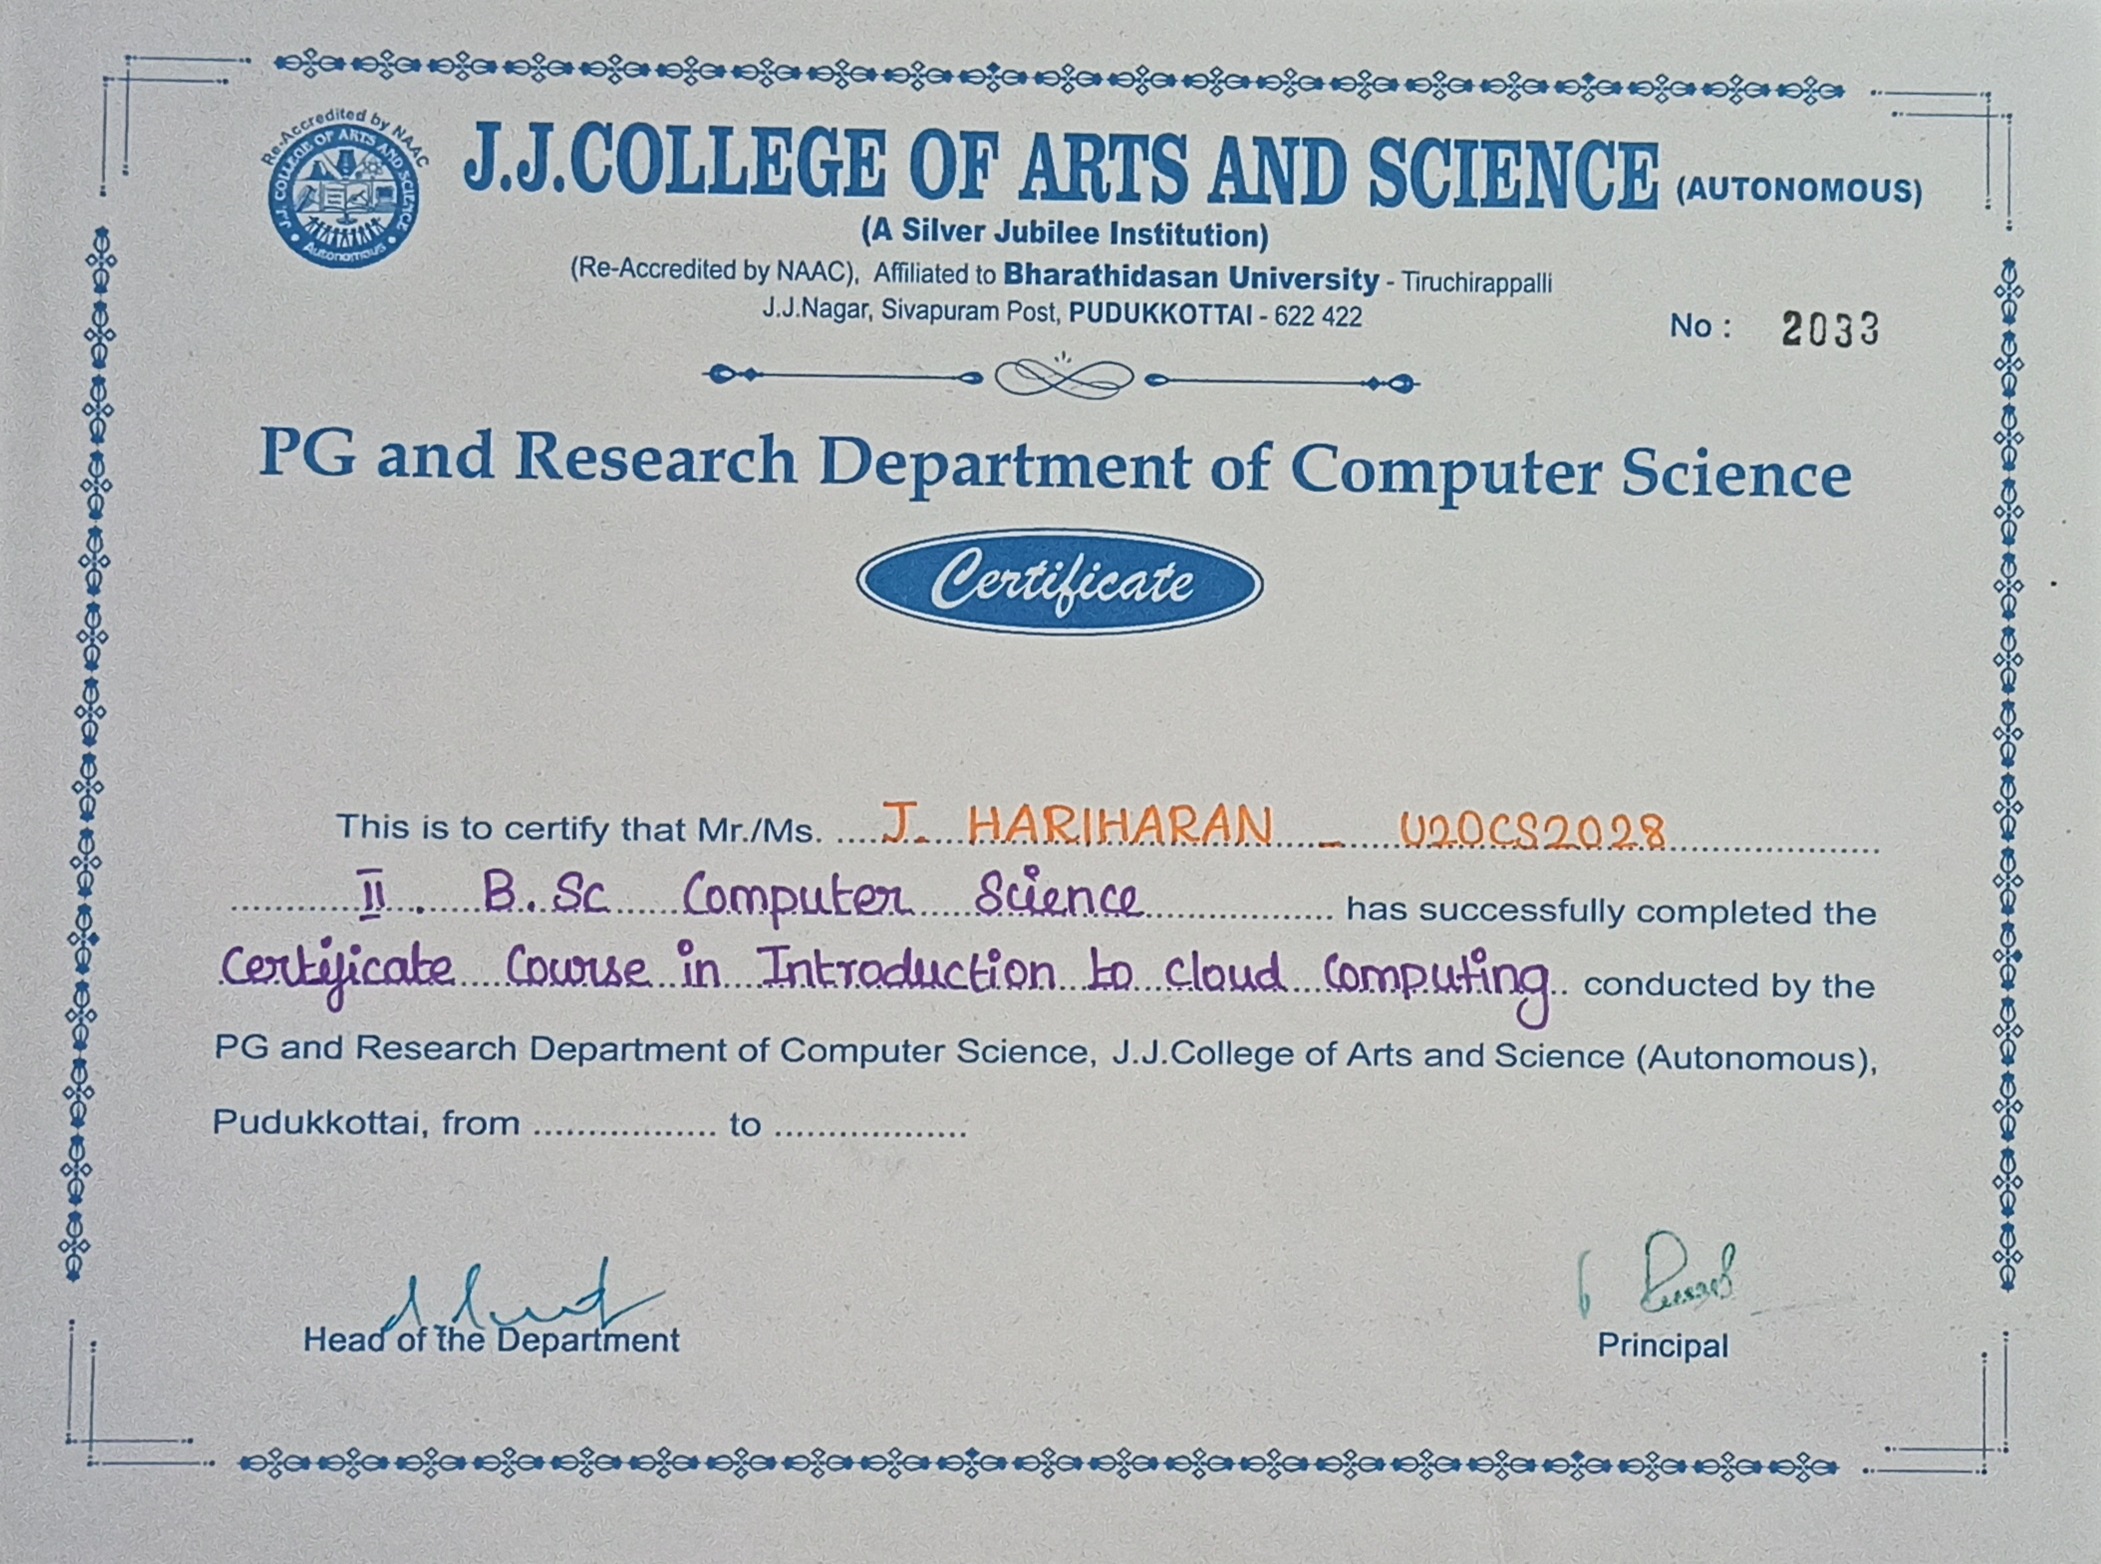 Re-Accredited by NAAC
J.J. COLLEGE OF ARTS AND SCIENCE
Autonomous
J.J.COLLEGE OF ARTS AND SCIENCE (AUTONOMOUS)
(A Silver Jubilee Institution)
(Re-Accredited by NAAC), Affiliated to Bharathidasan University - Tiruchirappalli
J.J.Nagar, Sivapuram Post, PUDUKKOTTAI - 622 422
No : 2033
PG and Research Department of Computer Science
Certificate
This is to certify that Mr./Ms. ....J. HARIHARAN - U20CS2028....
....II. B.Sc Computer Science.... has successfully completed the
Certificate Course in Introduction to Cloud Computing.. conducted by the
PG and Research Department of Computer Science, J.J.College of Arts and Science (Autonomous),
Pudukkottai, from .................. to ...................
Head of the Department
Principal